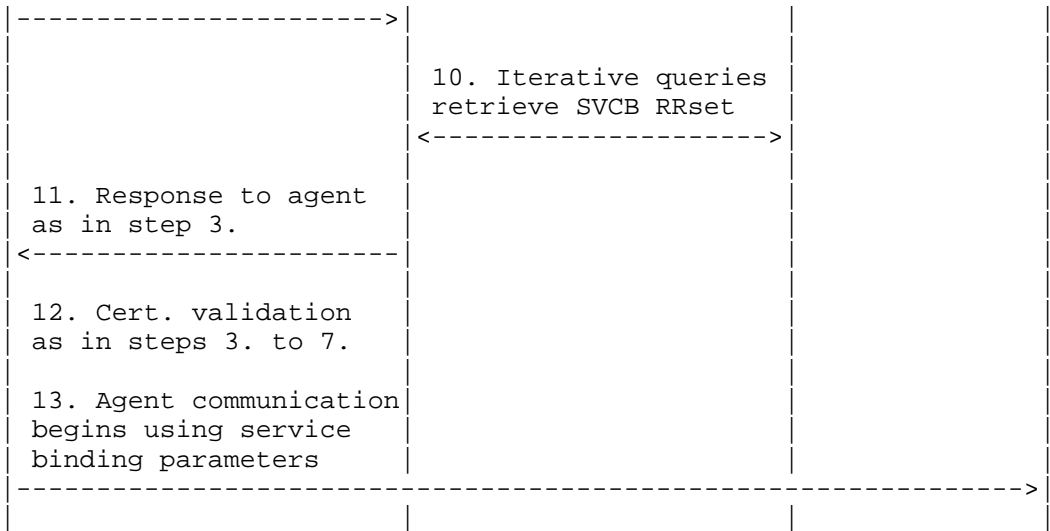 10. Iterative queries
retrieve SVCB RRset
11. Response to agent
as in step 3.
12. Cert. validation
as in steps 3. to 7.
13. Agent communication
begins using service
binding parameters